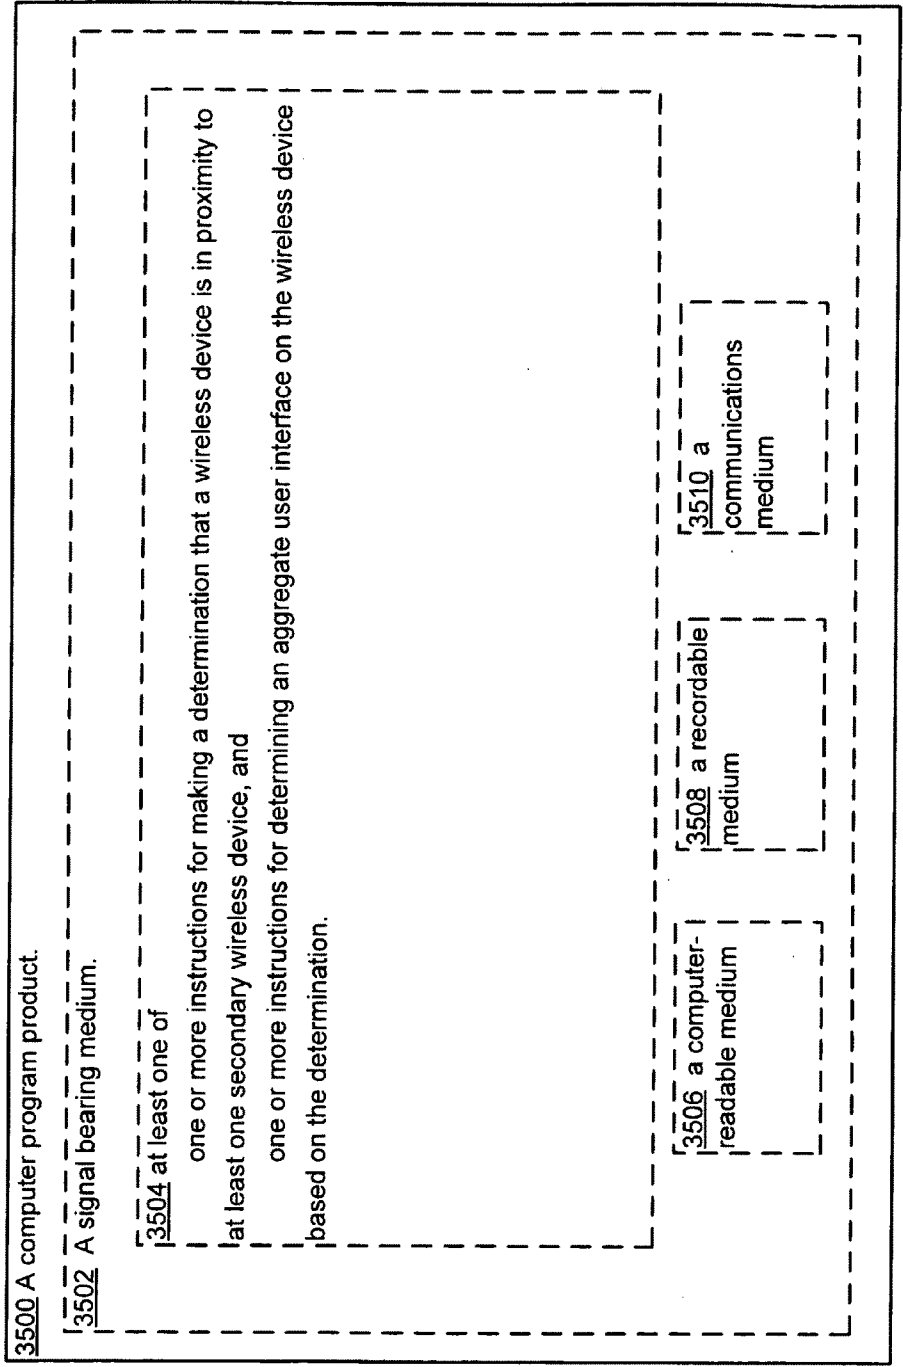 3500 A computer program product.
3502 A signal bearing medium.
3504 at least one of
one or more instructions for making a determination that a wireless device is in proximity to
at least one secondary wireless device, and
one or more instructions for determining an aggregate user interface on the wireless device
based on the determination.
3506 a computer-
readable medium
3508 a recordable
medium
3510 a
communications
medium